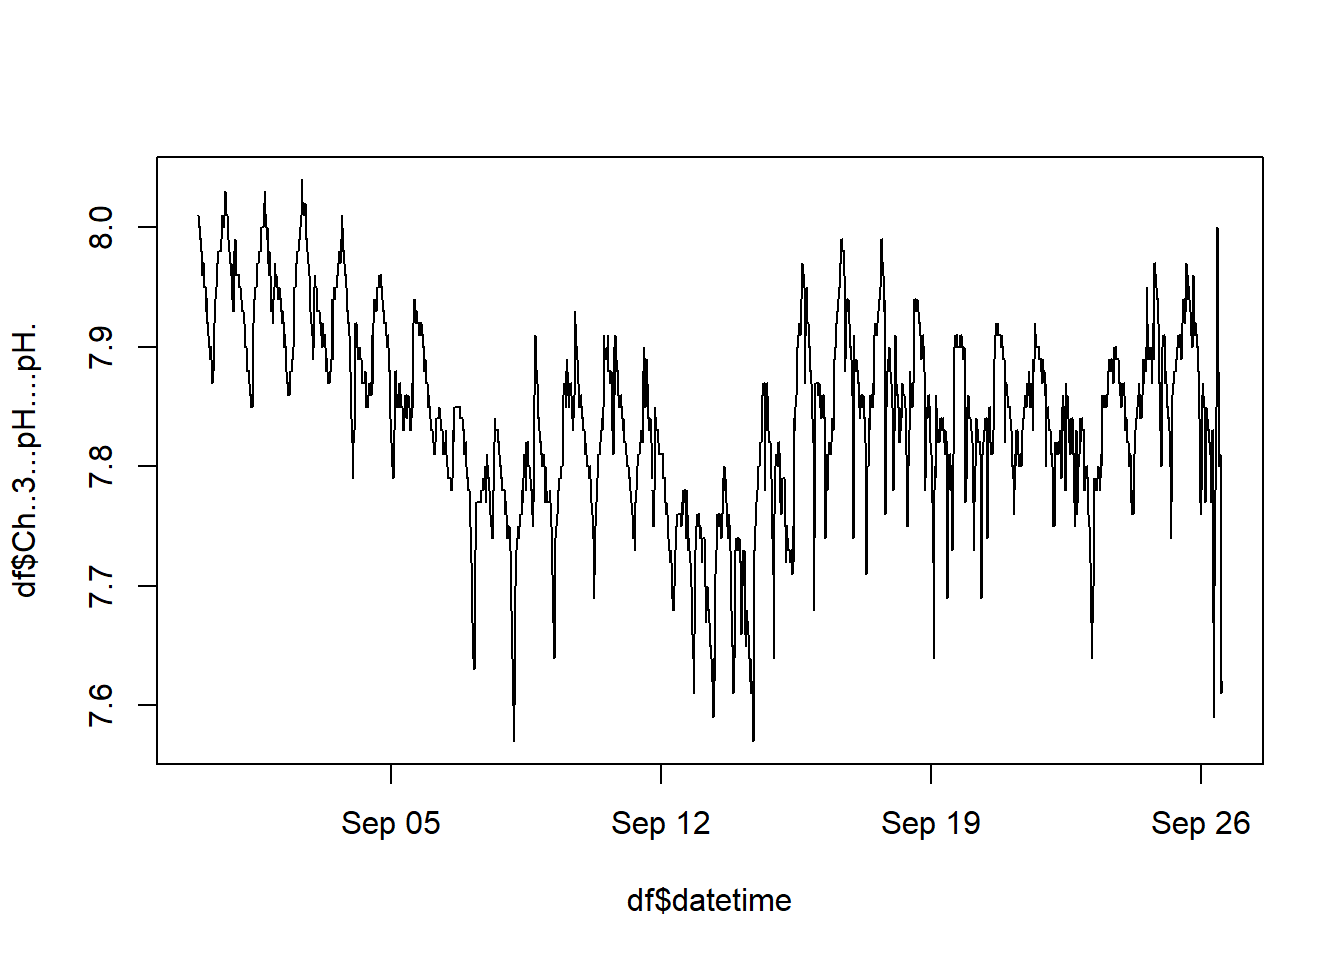 df$Ch..3...pH....pH.
8.0
7.9
7.8
7.7
7.6
Sep 05
Sep 12
Sep 19
Sep 26
df$datetime